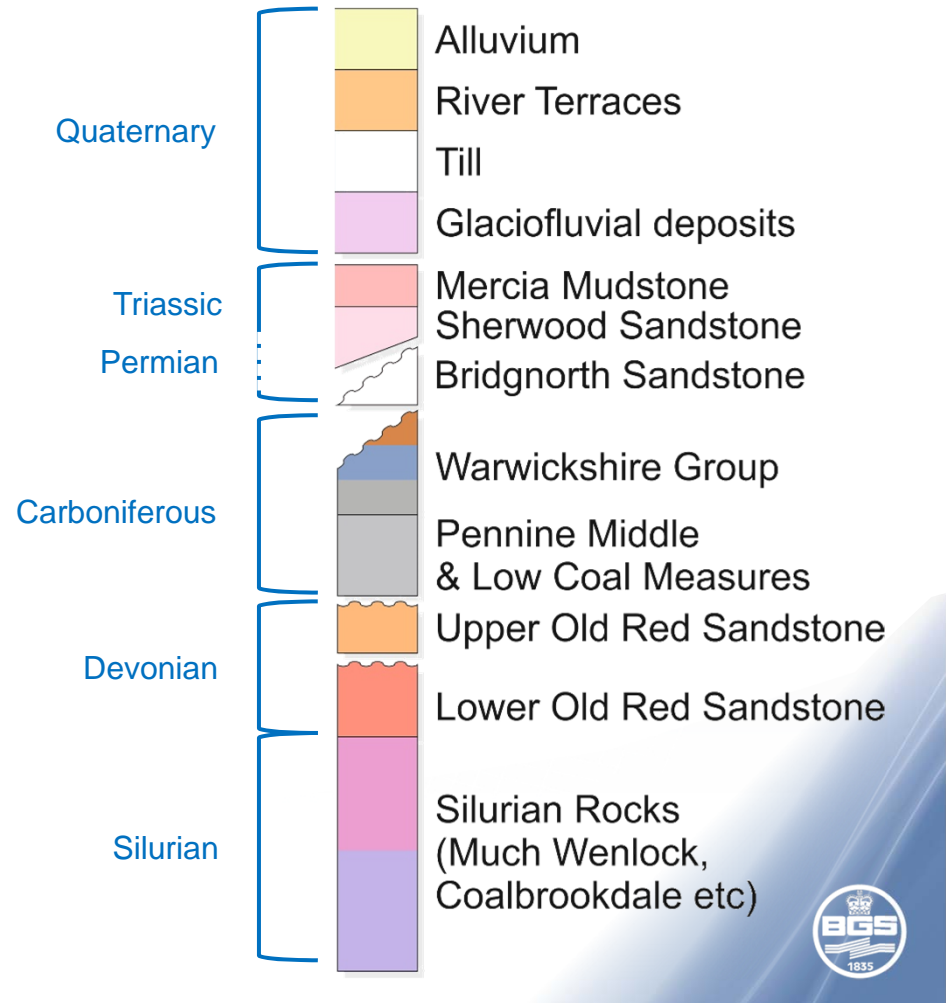 Quaternary
Alluvium
River Terraces
Till
Glaciofluvial deposits
Triassic
Permian
Mercia Mudstone
Sherwood Sandstone
Bridgnorth Sandstone
Carboniferous
Warwickshire Group
Pennine Middle
& Low Coal Measures
Devonian
Upper Old Red Sandstone
Lower Old Red Sandstone
Silurian
Silurian Rocks
(Much Wenlock,
Coalbrookdale etc)
BGS
1835